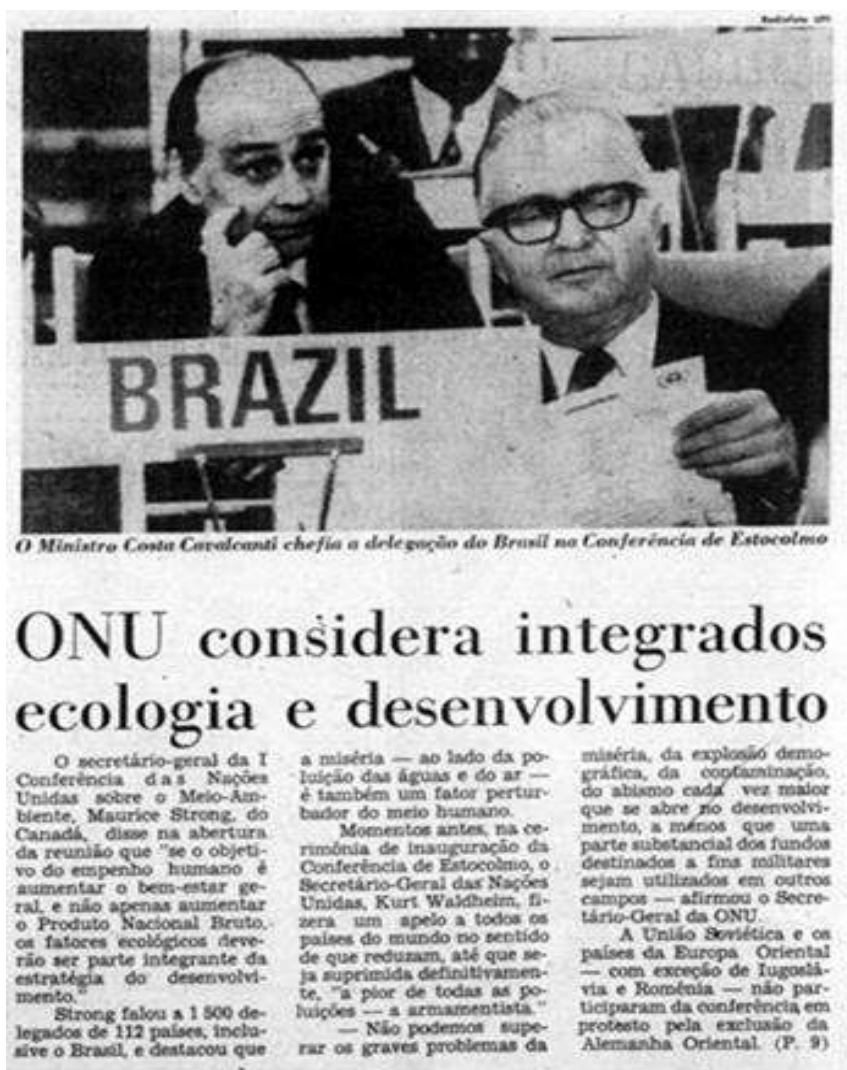 Radiofoto UPI
BRAZIL
O Ministro Costa Cavalcanti chefia a delegação do Brasil na Conferência de Estocolmo
ONU considera integrados
ecologia e desenvolvimento
O secretário-geral da I
Conferência das Nações
Unidas sobre o Meio-Am-
biente, Maurice Strong, do
Canadá, disse na abertura
da reunião que "se o objeti-
vo do empenho humano é
aumentar o bem-estar ge-
ral, e não apenas aumentar
o Produto Nacional Bruto,
os fatores ecológicos deve-
rão ser parte integrante da
estratégia do desenvolvi-
mento."
Strong falou a 1 500 de-
legados de 112 países, inclu-
sive o Brasil, e destacou que
a miséria — ao lado da po-
luição das águas e do ar —
é também um fator pertur-
bador do meio humano.
Momentos antes, na ce-
rimônia de inauguração da
Conferência de Estocolmo, o
Secretário-Geral das Nações
Unidas, Kurt Waldheim, fi-
zera um apelo a todos os
países do mundo no sentido
de que reduzam, até que se-
ja suprimida definitivamen-
te, "a pior de todas as po-
luições — a armamentista."
— Não podemos supe-
rar os graves problemas da
miséria, da explosão demo-
gráfica, da contaminação,
do abismo cada vez maior
que se abre no desenvolvi-
mento, a menos que uma
parte substancial dos fundos
destinados a fins militares
sejam utilizados em outros
campos — afirmou o Secre-
tário-Geral da ONU.
A União Soviética e os
países da Europa Oriental
— com exceção de Iugoslá-
via e Romênia — não par-
ticiparam da conferência em
protesto pela exclusão da
Alemanha Oriental. (P. 9)